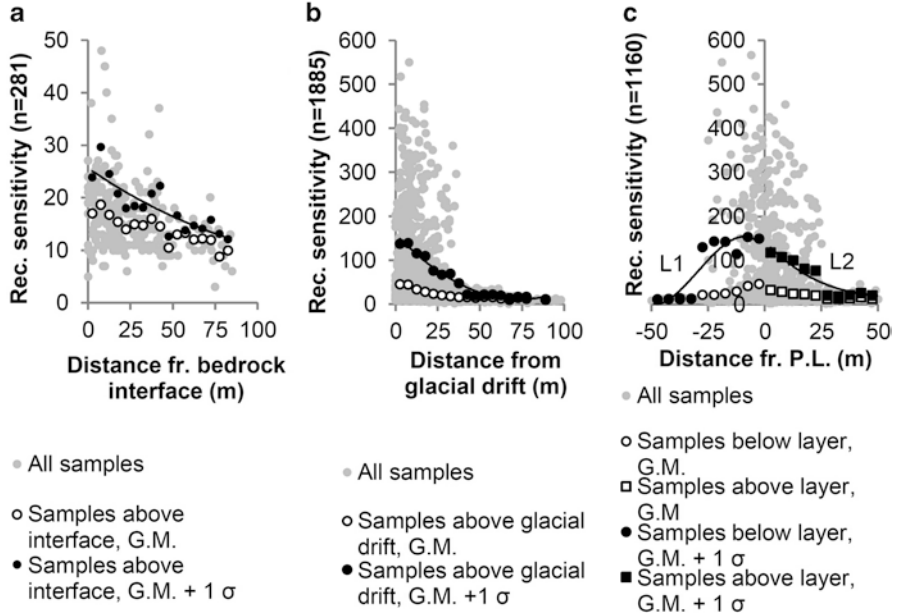 a
Rec. sensitivity (n=281)
50
40
30
20
10
0
0 25 50 75 100
Distance fr. bedrock
interface (m)
All samples
Samples above
interface, G.M.
Samples above
interface, G.M. + 1 σ
b
Rec. sensitivity (n=1885)
600
500
400
300
200
100
0
0 25 50 75 100
Distance from
glacial drift (m)
All samples
Samples above glacial
drift, G.M.
Samples above glacial
drift, G.M. +1 σ
c
Rec. sensitivity (n=1160)
600
500
400
300
200
100
0
L1
L2
-50 -25 0 25 50
Distance fr. P.L. (m)
All samples
Samples below layer,
G.M.
Samples above layer,
G.M
Samples below layer,
G.M. + 1 σ
Samples above layer,
G.M. + 1 σ